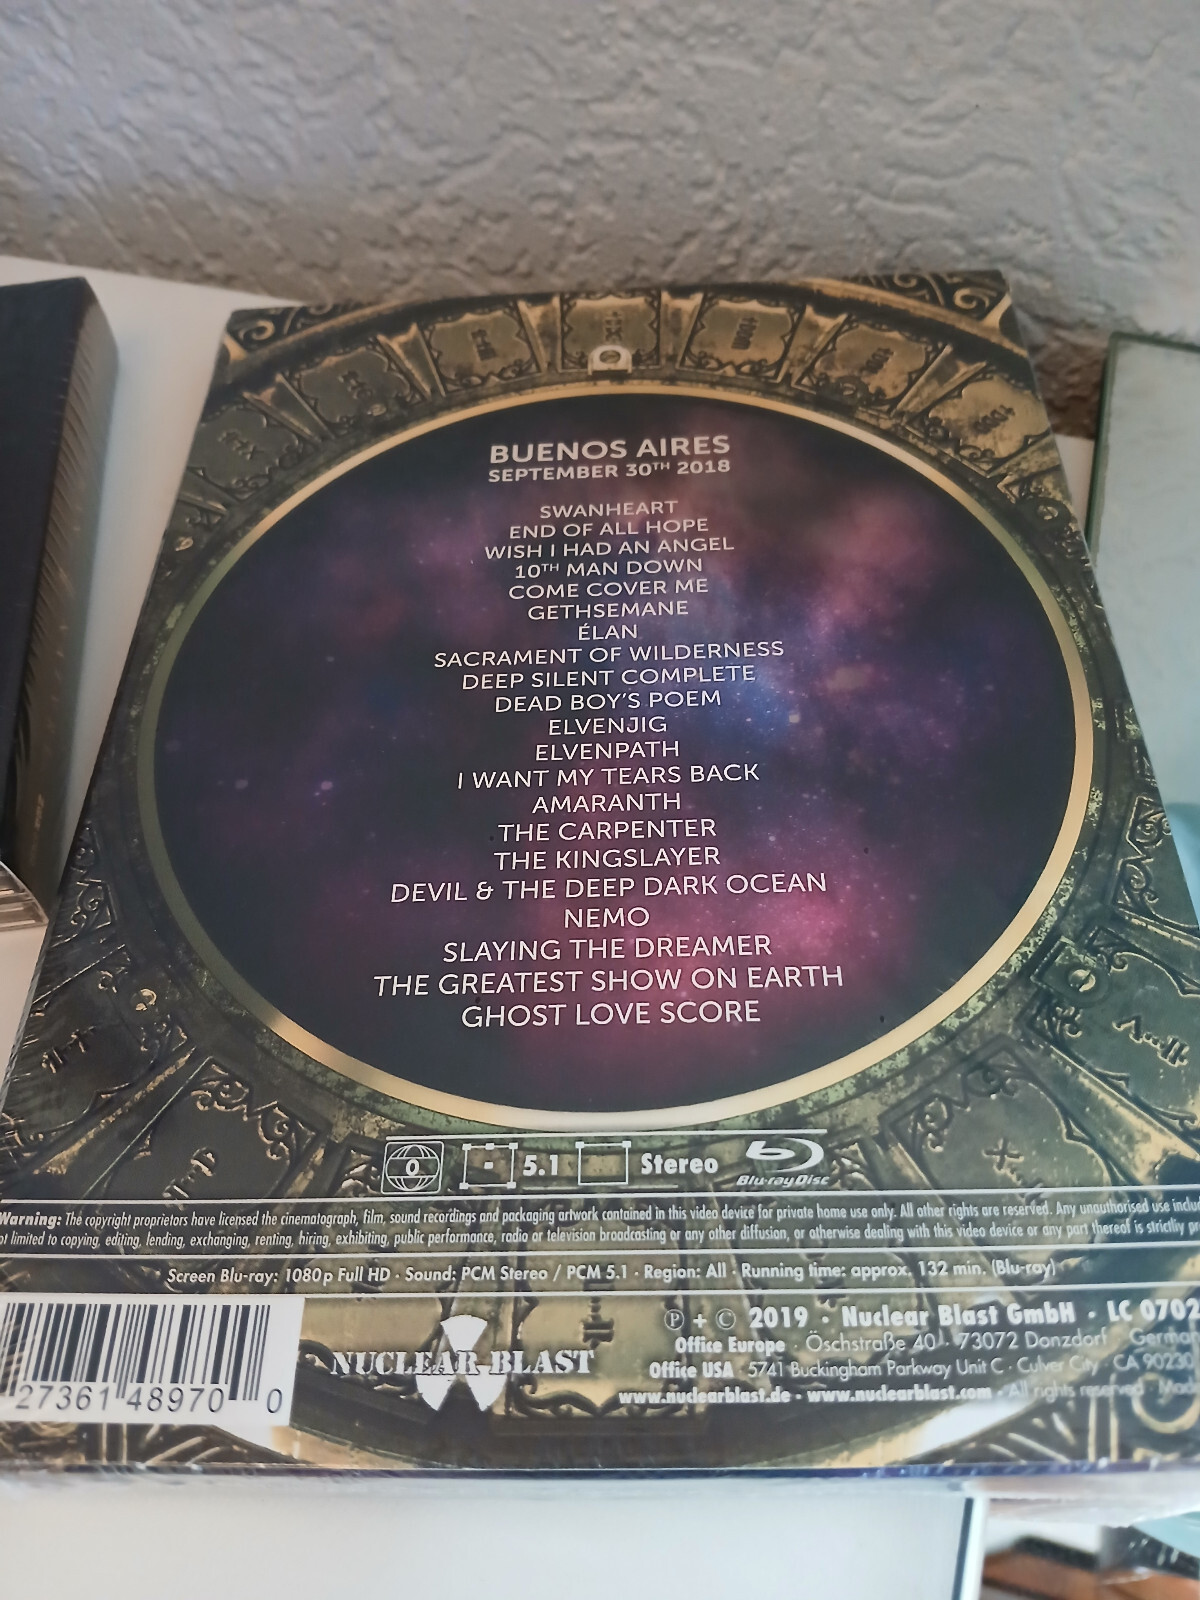 BUENOS AIRES
SEPTEMBER 30TH 2018
SWANHEART
END OF ALL HOPE
WISH I HAD AN ANGEL
10TH MAN DOWN
COME COVER ME
GETHSEMANE
ÉLAN
SACRAMENT OF WILDERNESS
DEEP SILENT COMPLETE
DEAD BOY'S POEM
ELVENJIG
ELVENPATH
I WANT MY TEARS BACK
AMARANTH
THE CARPENTER
THE KINGSLAYER
DEVIL & THE DEEP DARK OCEAN
NEMO
SLAYING THE DREAMER
THE GREATEST SHOW ON EARTH
GHOST LOVE SCORE
0 5.1 Stereo Blu-ray Disc
Warning: The copyright proprietors have licensed the cinematograph, film, sound recordings and packaging artwork contained in this video device for private home use only. All other rights are reserved. Any unauthorised use
limited to copying, editing, lending, exchanging, renting, hiring, exhibiting, public performance, radio or television broadcasting or any other diffusion, or otherwise dealing with this video device or any part thereof is strictly
Screen Blu-ray: 1080p Full HD · Sound: PCM Stereo / PCM 5.1 · Region: All · Running time: approx. 132 min. (Blu-ray)
27361 48970 0
NUCLEAR BLAST
Ⓟ + © 2019 · Nuclear Blast GmbH · LC 0702
Office Europe · Öschstraße 40 · 73072 Donzdorf
Office USA · 5741 Buckingham Parkway Unit C · Culver City · CA 90230
www.nuclearblast.de · www.nuclearblast.com · All rights reserved